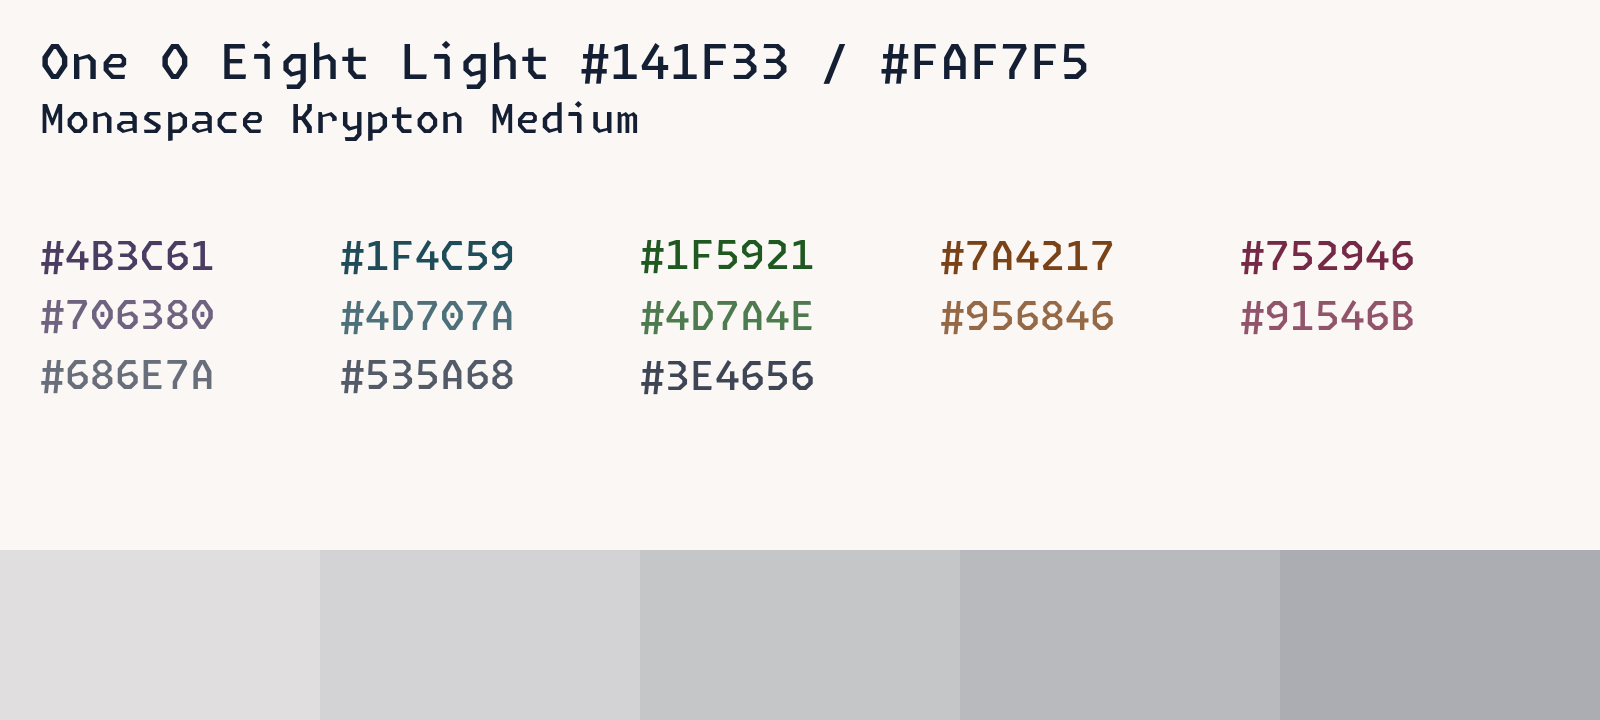 One O Eight Light #141F33 / #FAF7F5
Monaspace Krypton Medium
#4B3C61 #1F4C59 #1F5921 #7A4217 #752946
#706380 #4D707A #4D7A4E #956846 #91546B
#686E7A #535A68 #3E4656